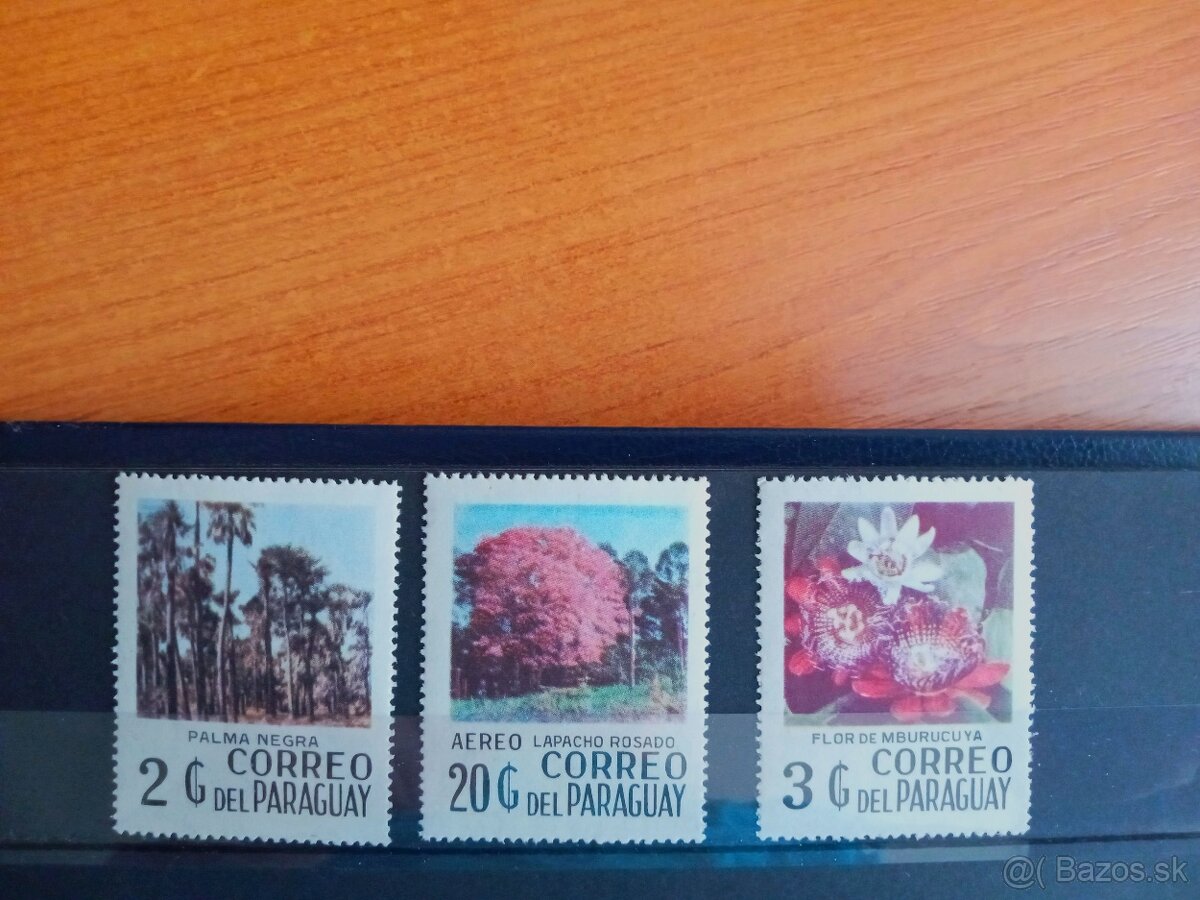 PALMA NEGRA
2 ₲ CORREO
DEL PARAGUAY
AEREO LAPACHO ROSADO
20 ₲ CORREO
DEL PARAGUAY
FLOR DE MBURUCUYA
3 ₲ CORREO
DEL PARAGUAY
@( Bazos.sk